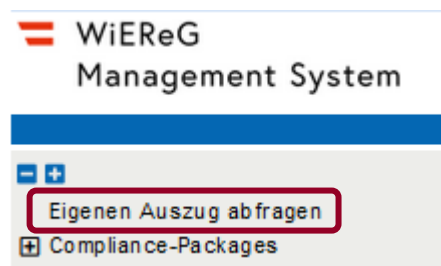 WiEReG
Management System
Eigenen Auszug abfragen
Compliance-Packages